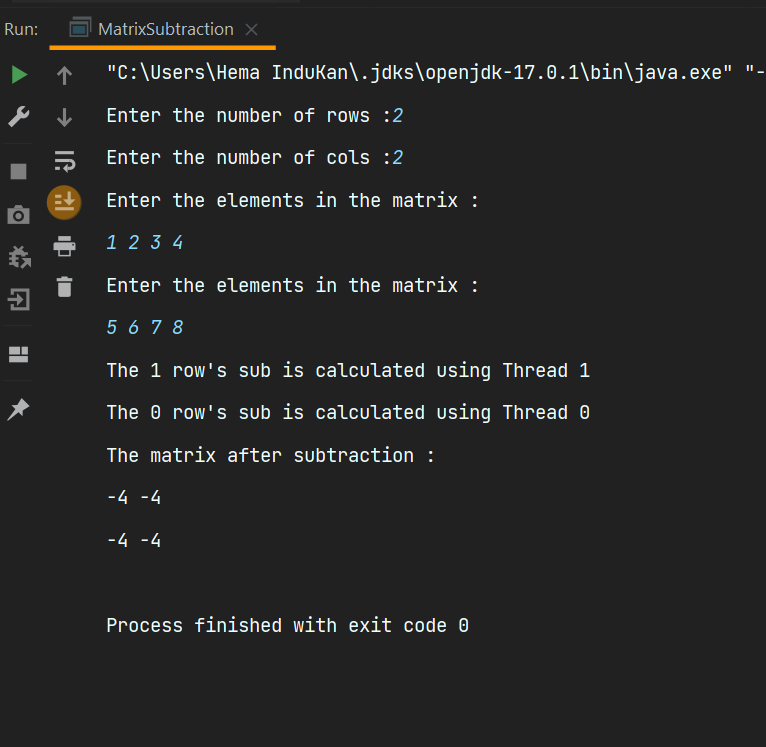 Run: MatrixSubtraction
"C:\Users\Hema InduKan\.jdks\openjdk-17.0.1\bin\java.exe" "-
Enter the number of rows :2
Enter the number of cols :2
Enter the elements in the matrix :
1 2 3 4
Enter the elements in the matrix :
5 6 7 8
The 1 row's sub is calculated using Thread 1
The 0 row's sub is calculated using Thread 0
The matrix after subtraction :
-4 -4
-4 -4
Process finished with exit code 0